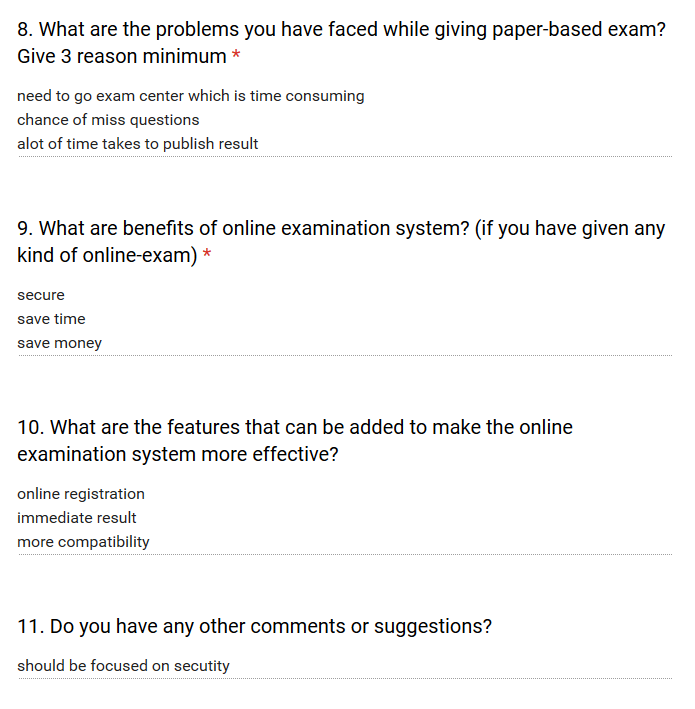 8. What are the problems you have faced while giving paper-based exam?
Give 3 reason minimum *
need to go exam center which is time consuming
chance of miss questions
alot of time takes to publish result
9. What are benefits of online examination system? (if you have given any
kind of online-exam) *
secure
save time
save money
10. What are the features that can be added to make the online
examination system more effective?
online registration
immediate result
more compatibility
11. Do you have any other comments or suggestions?
should be focused on secutity